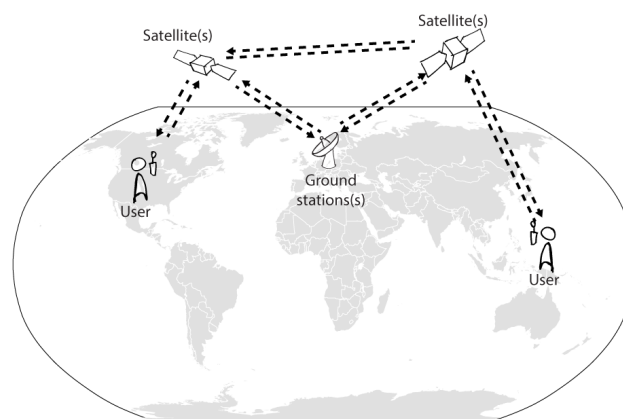 Satellite(s)
Satellite(s)
Ground
stations(s)
User
User